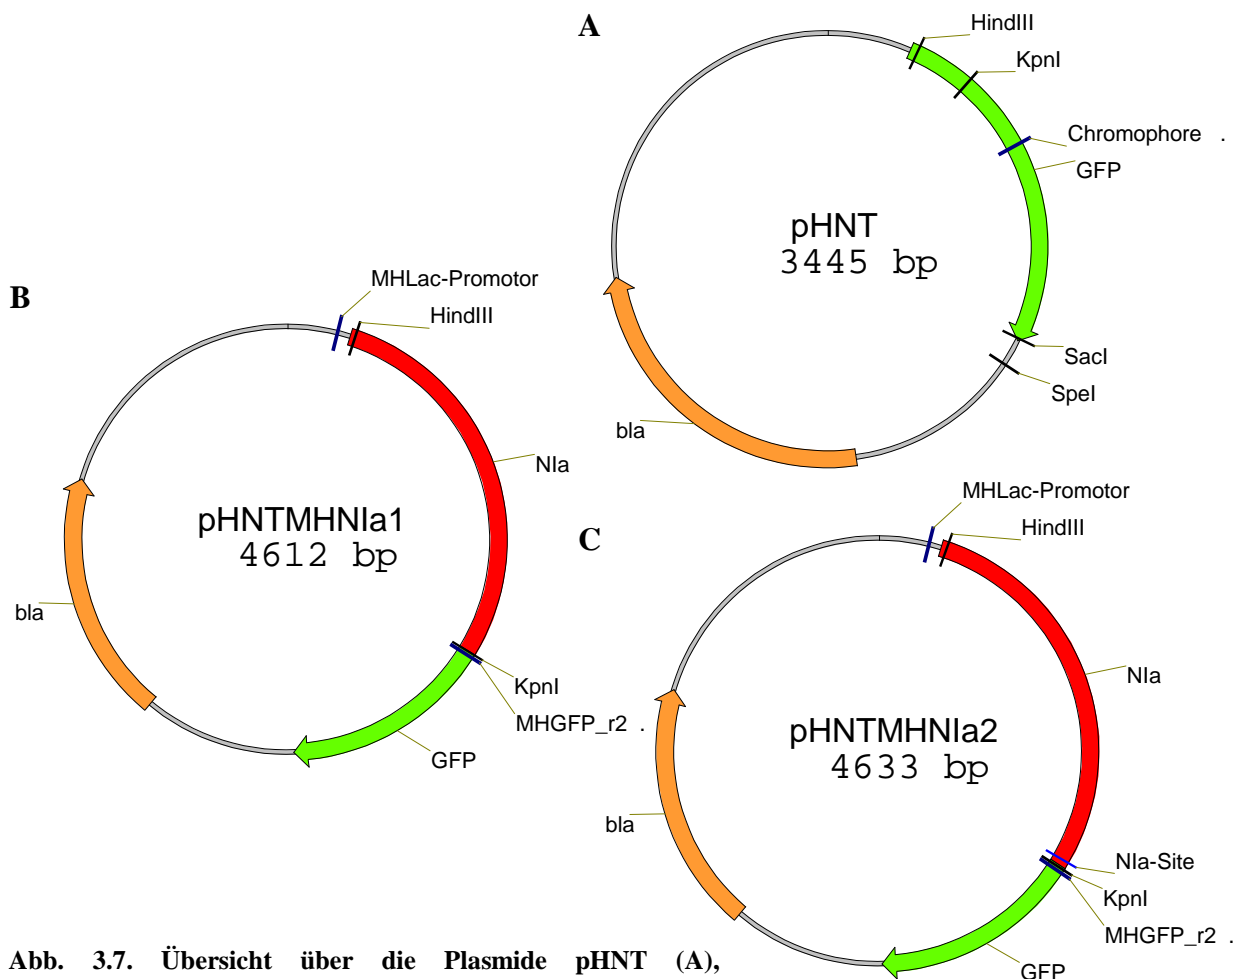 A
HindIII
KpnI
Chromophore .
GFP
pHNT
3445 bp
SacI
SpeI
bla
B
MHLac-Promotor
HindIII
NIa
pHNTMHNIa1
4612 bp
bla
KpnI
MHGFP_r2 .
GFP
C
MHLac-Promotor
HindIII
NIa
pHNTMHNIa2
4633 bp
bla
NIa-Site
KpnI
MHGFP_r2 .
GFP
Abb. 3.7. Übersicht über die Plasmide pHNT (A),